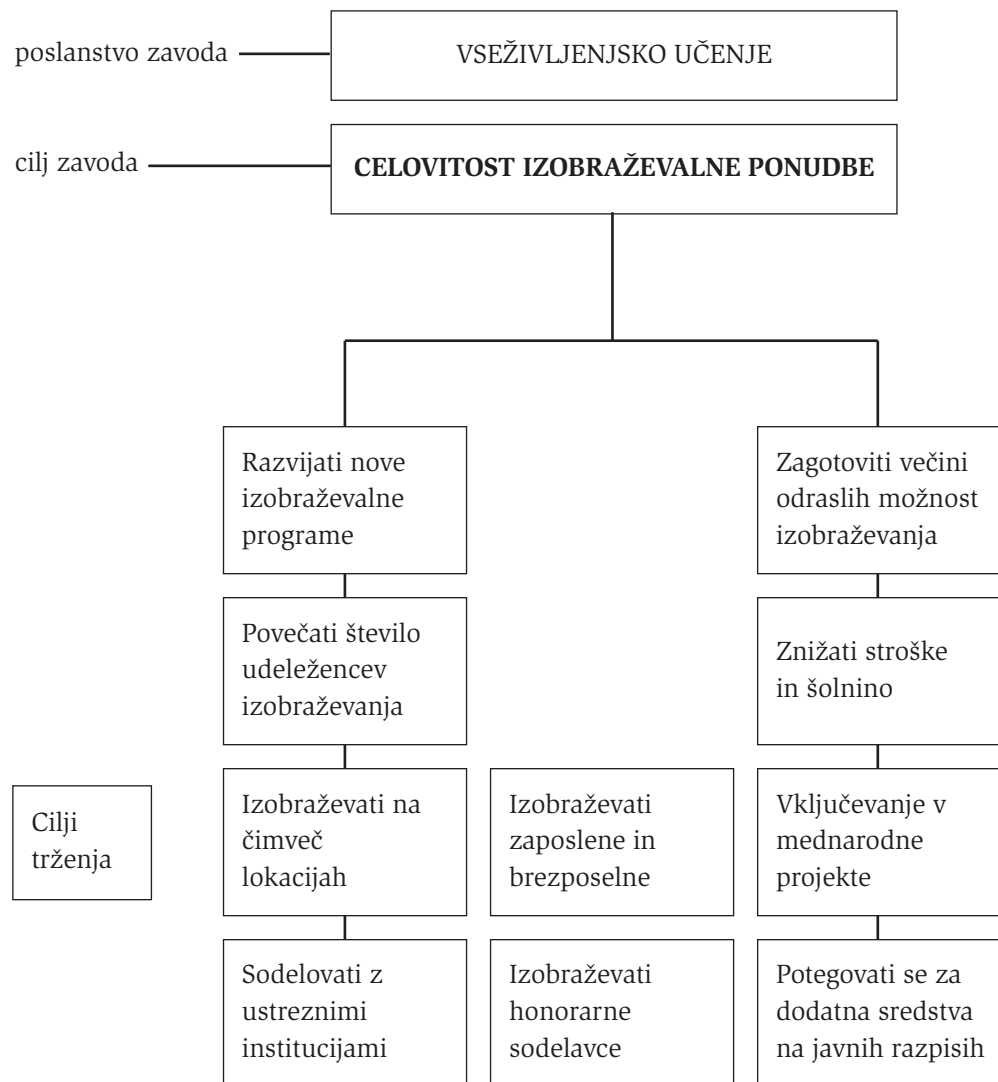 poslanstvo zavoda
VSEŽIVLJENJSKO UČENJE
cilj zavoda
CELOVITOST IZOBRAŽEVALNE PONUDBE
Razvijati nove
izobraževalne
programe
Zagotoviti večini
odraslih možnost
izobraževanja
Povečati število
udeležencev
izobraževanja
Znižati stroške
in šolnino
Cilji
trženja
Izobraževati na
čimveč
lokacijah
Izobraževati
zaposlene in
brezposelne
Vključevanje v
mednarodne
projekte
Sodelovati z
ustreznimi
institucijami
Izobraževati
honorarne
sodelavce
Potegovati se za
dodatna sredstva
na javnih razpisih